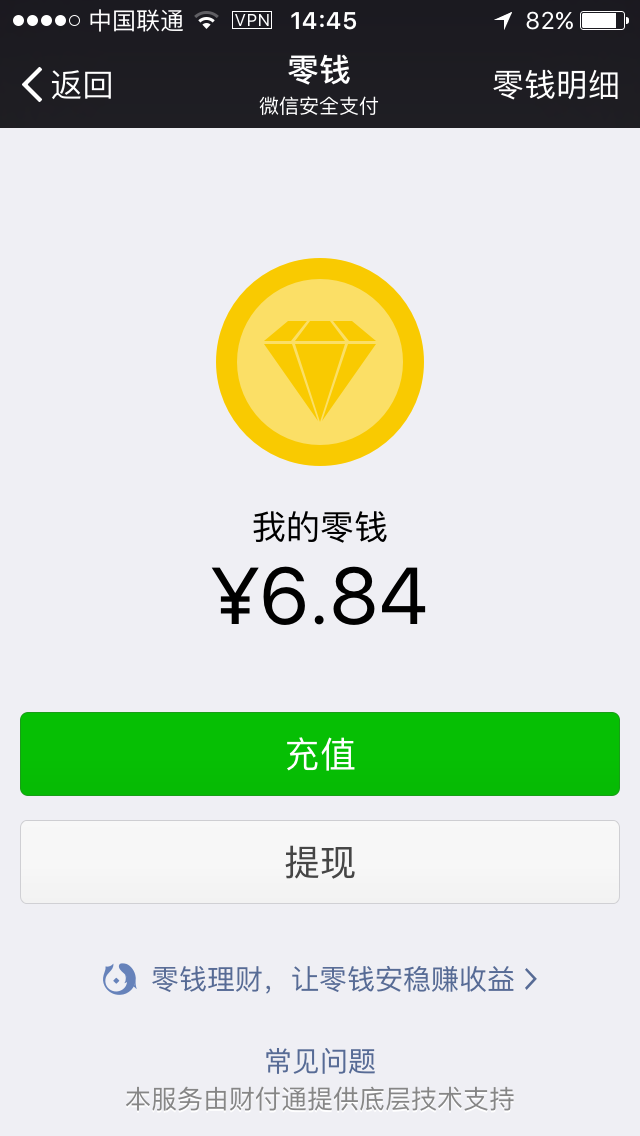 中国联通 VPN 14:45 82%
返回 零钱 零钱明细
微信安全支付
我的零钱
¥6.84
充值
提现
零钱理财，让零钱安稳赚收益
常见问题
本服务由财付通提供底层技术支持